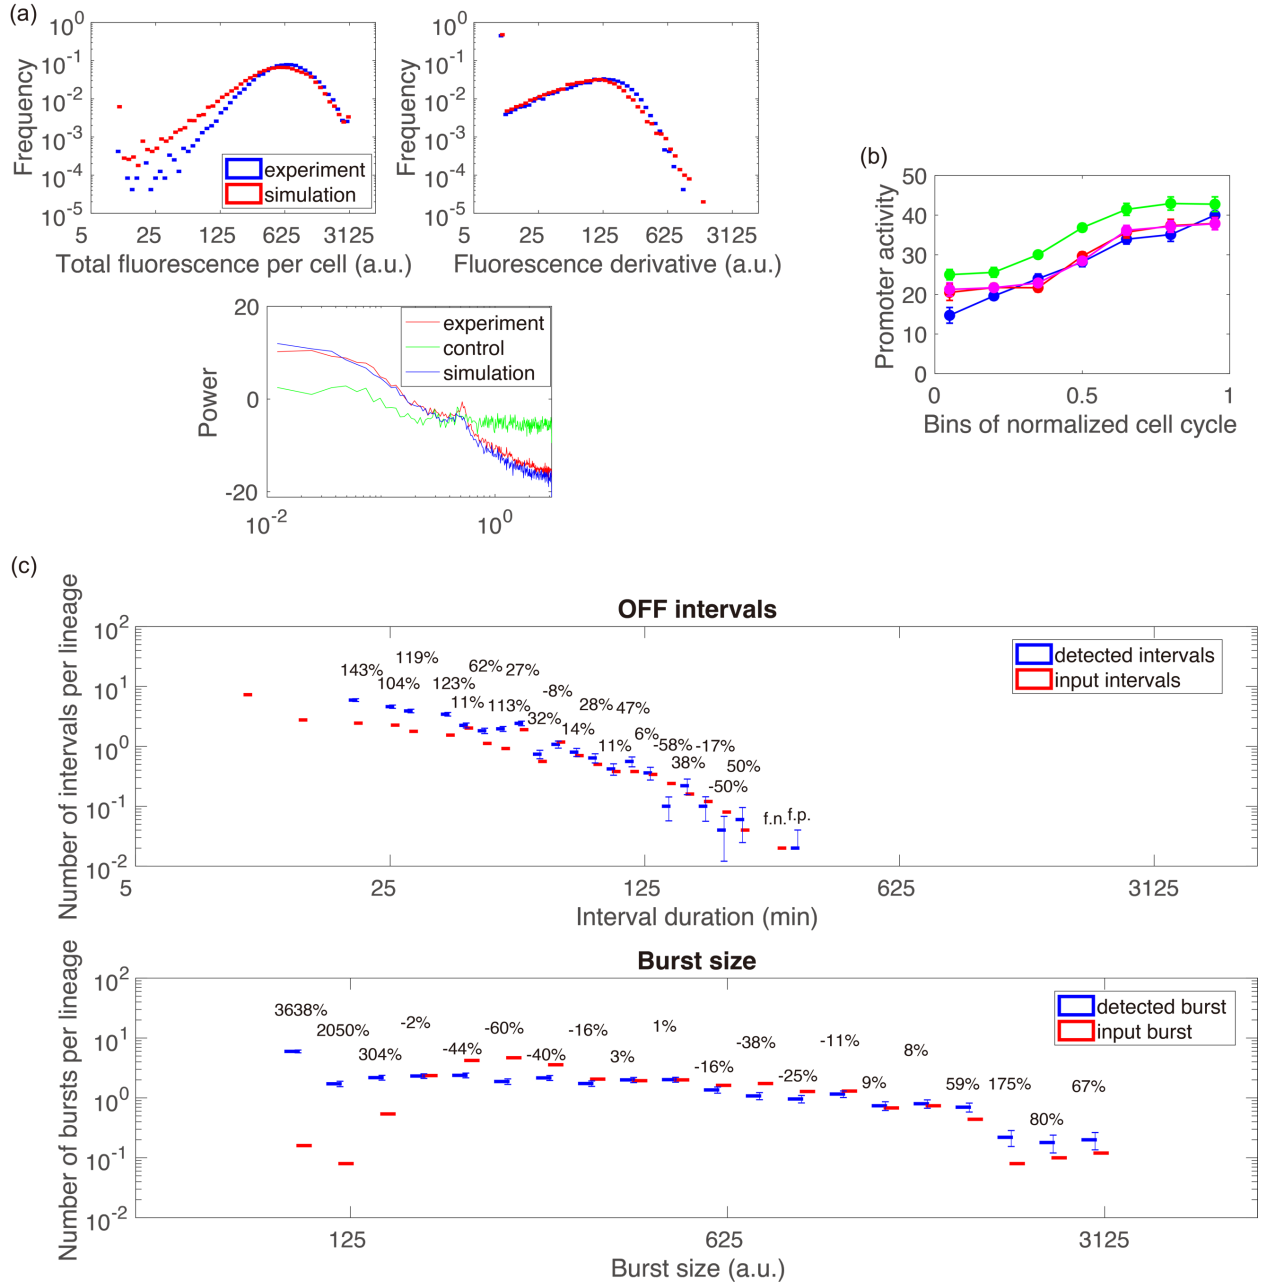 (a)
Frequency
10^0
10^-1
10^-2
10^-3
10^-4
10^-5
experiment
simulation
5 25 125 625 3125
Total fluorescence per cell (a.u.)
Frequency
10^0
10^-1
10^-2
10^-3
10^-4
10^-5
5 25 125 625 3125
Fluorescence derivative (a.u.)
Power
20
0
-20
experiment
control
simulation
10^-2 10^0
(b)
Promoter activity
50
40
30
20
10
0
0 0.5 1
Bins of normalized cell cycle
(c)
OFF intervals
Number of intervals per lineage
10^2
10^1
10^0
10^-1
10^-2
detected intervals
input intervals
143% 119% 104% 123% 62% 11% 113% 27% 32% -8% 14% 28% 11% 47% 6% -58% 38% -17% -50% 50% f.n. f.p.
5 25 125 625 3125
Interval duration (min)
Burst size
Number of bursts per lineage
10^2
10^1
10^0
10^-1
10^-2
detected burst
input burst
3638% 2050% 304% -2% -44% -60% -40% -16% 3% 1% -16% -38% -25% -11% 9% 8% 59% 175% 80% 67%
125 625 3125
Burst size (a.u.)